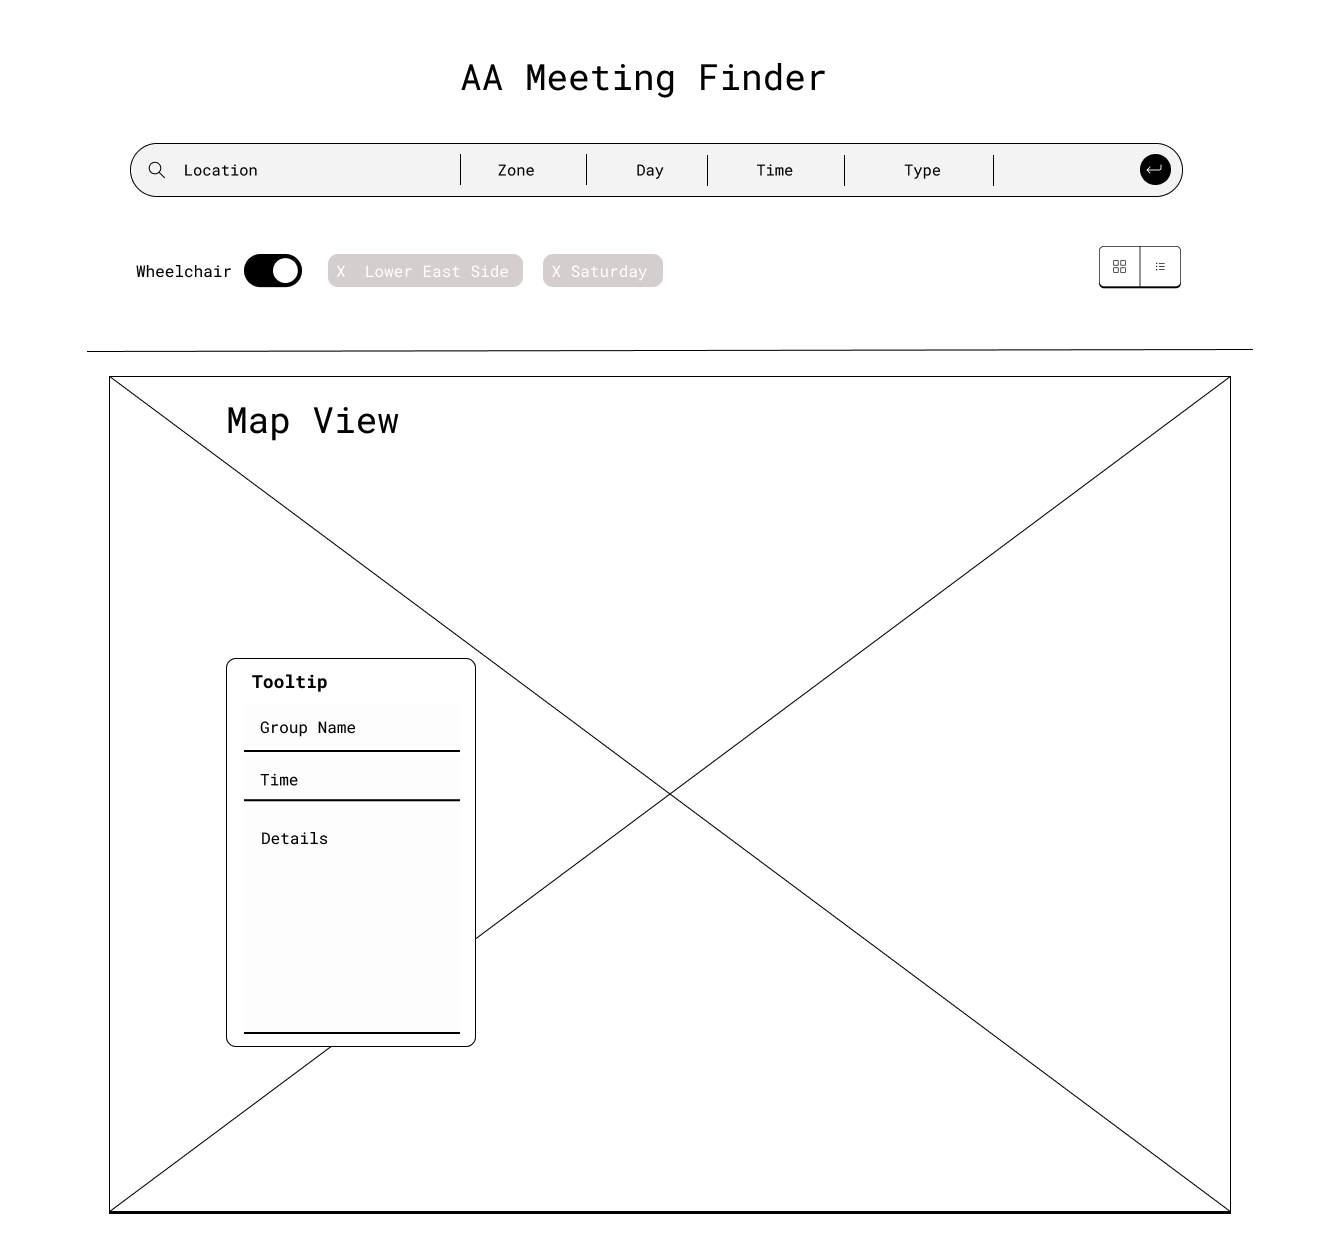 AA Meeting Finder
Location Zone Day Time Type
Wheelchair X Lower East Side X Saturday
Map View
Tooltip
Group Name
Time
Details